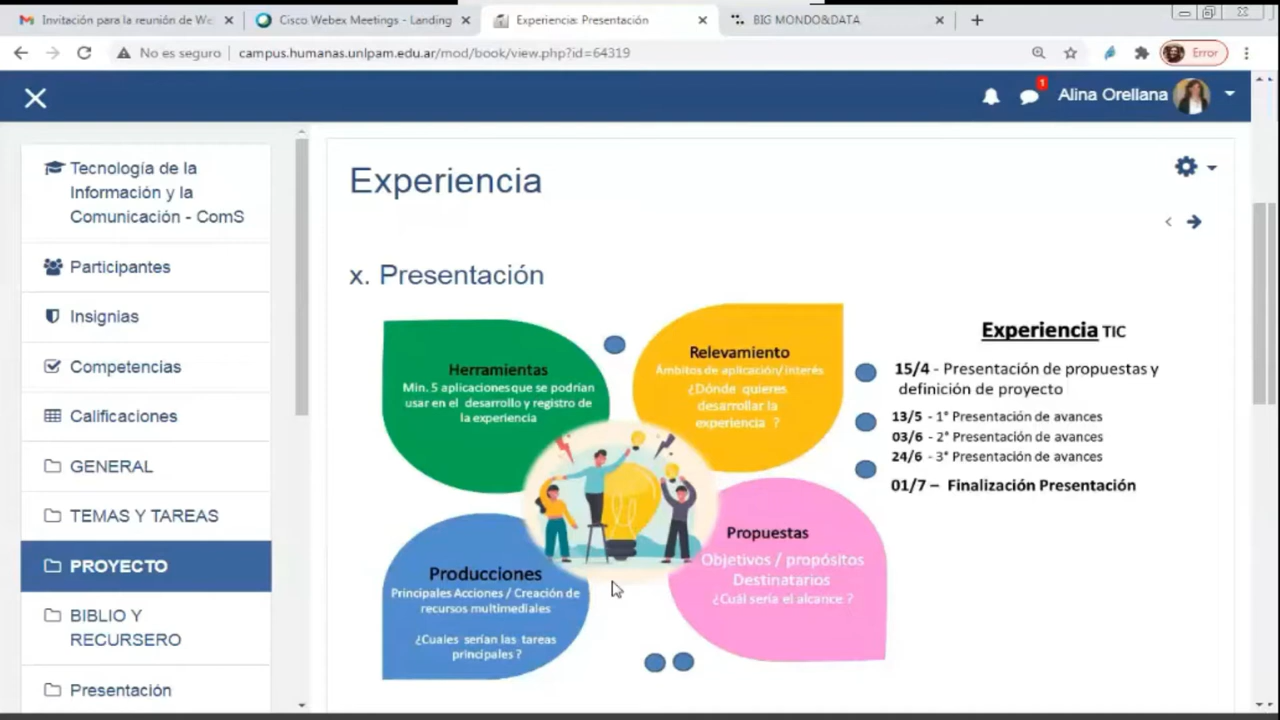 Invitación para la reunión de We
Cisco Webex Meetings - Landing
Experiencia: Presentación
BIG MONDO&DATA
No es seguro
campus.humanas.unlpam.edu.ar/mod/book/view.php?id=64319
Error
1
Alina Orellana
Tecnología de la
Información y la
Comunicación - ComS
Participantes
Insignias
Competencias
Calificaciones
GENERAL
TEMAS Y TAREAS
PROYECTO
BIBLIO Y
RECURSERO
Presentación
Experiencia
x. Presentación
Herramientas
Min. 5 aplicaciones que se podrían
usar en el desarrollo y registro de
la experiencia
Relevamiento
Ámbitos de aplicación/interés
¿Dónde quieres
desarrollar la
experiencia ?
Producciones
Principales Acciones / Creación de
recursos multimediales
¿Cuales serían las tareas
principales ?
Propuestas
Objetivos / propósitos
Destinatarios
¿Cuál sería el alcance ?
Experiencia TIC
15/4 - Presentación de propuestas y
definición de proyecto
13/5 - 1° Presentación de avances
03/6 - 2° Presentación de avances
24/6 - 3° Presentación de avances
01/7 – Finalización Presentación